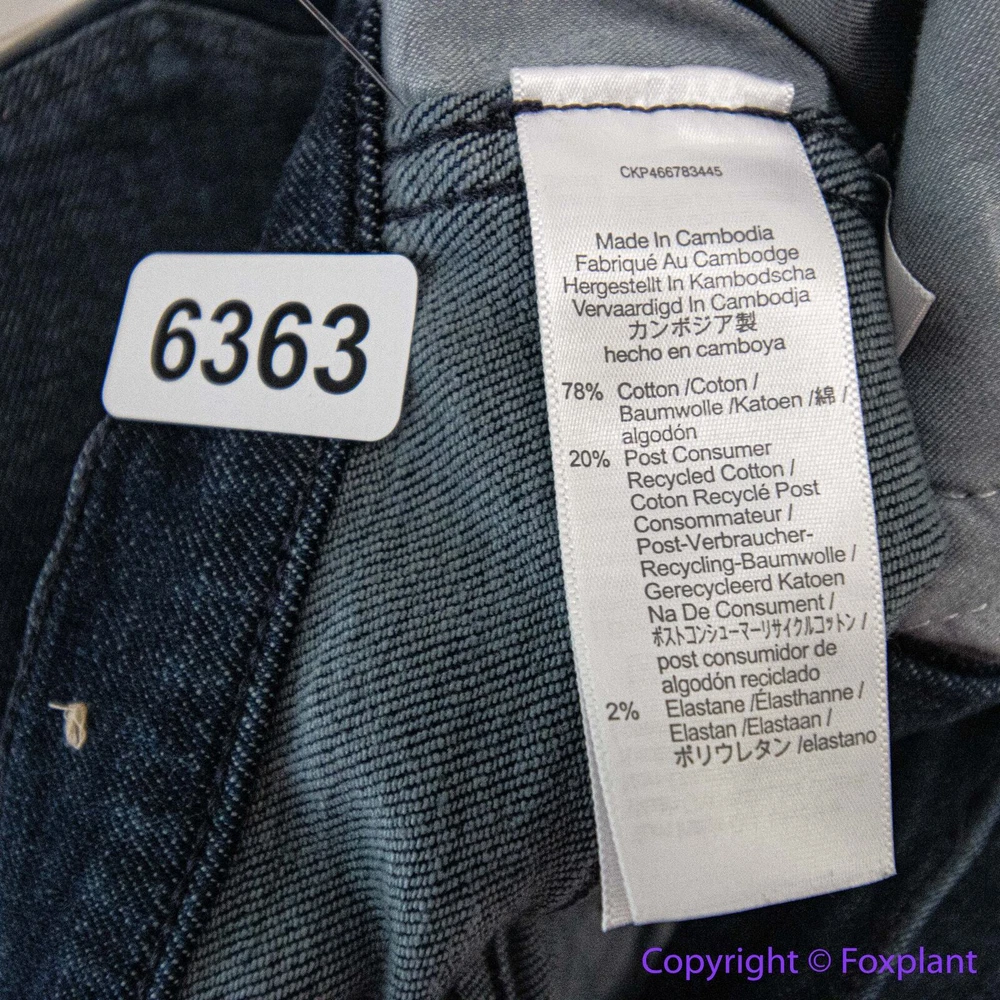 CKP466783445
Made In Cambodia
Fabriqué Au Cambodge
Hergestellt In Kambodscha
Vervaardigd In Cambodja
カンボジア製
hecho en camboya
78% Cotton /Coton /
Baumwolle /Katoen /綿 /
algodón
20% Post Consumer
Recycled Cotton /
Coton Recyclé Post
Consommateur /
Post-Verbraucher-
Recycling-Baumwolle /
Gerecycleerd Katoen
Na De Consument /
ポストコンシューマーリサイクルコットン /
post consumidor de
algodón reciclado
2% Elastane /Élasthanne /
Elastan /Elastaan /
ポリウレタン /elastano
6363
Copyright © Foxplant